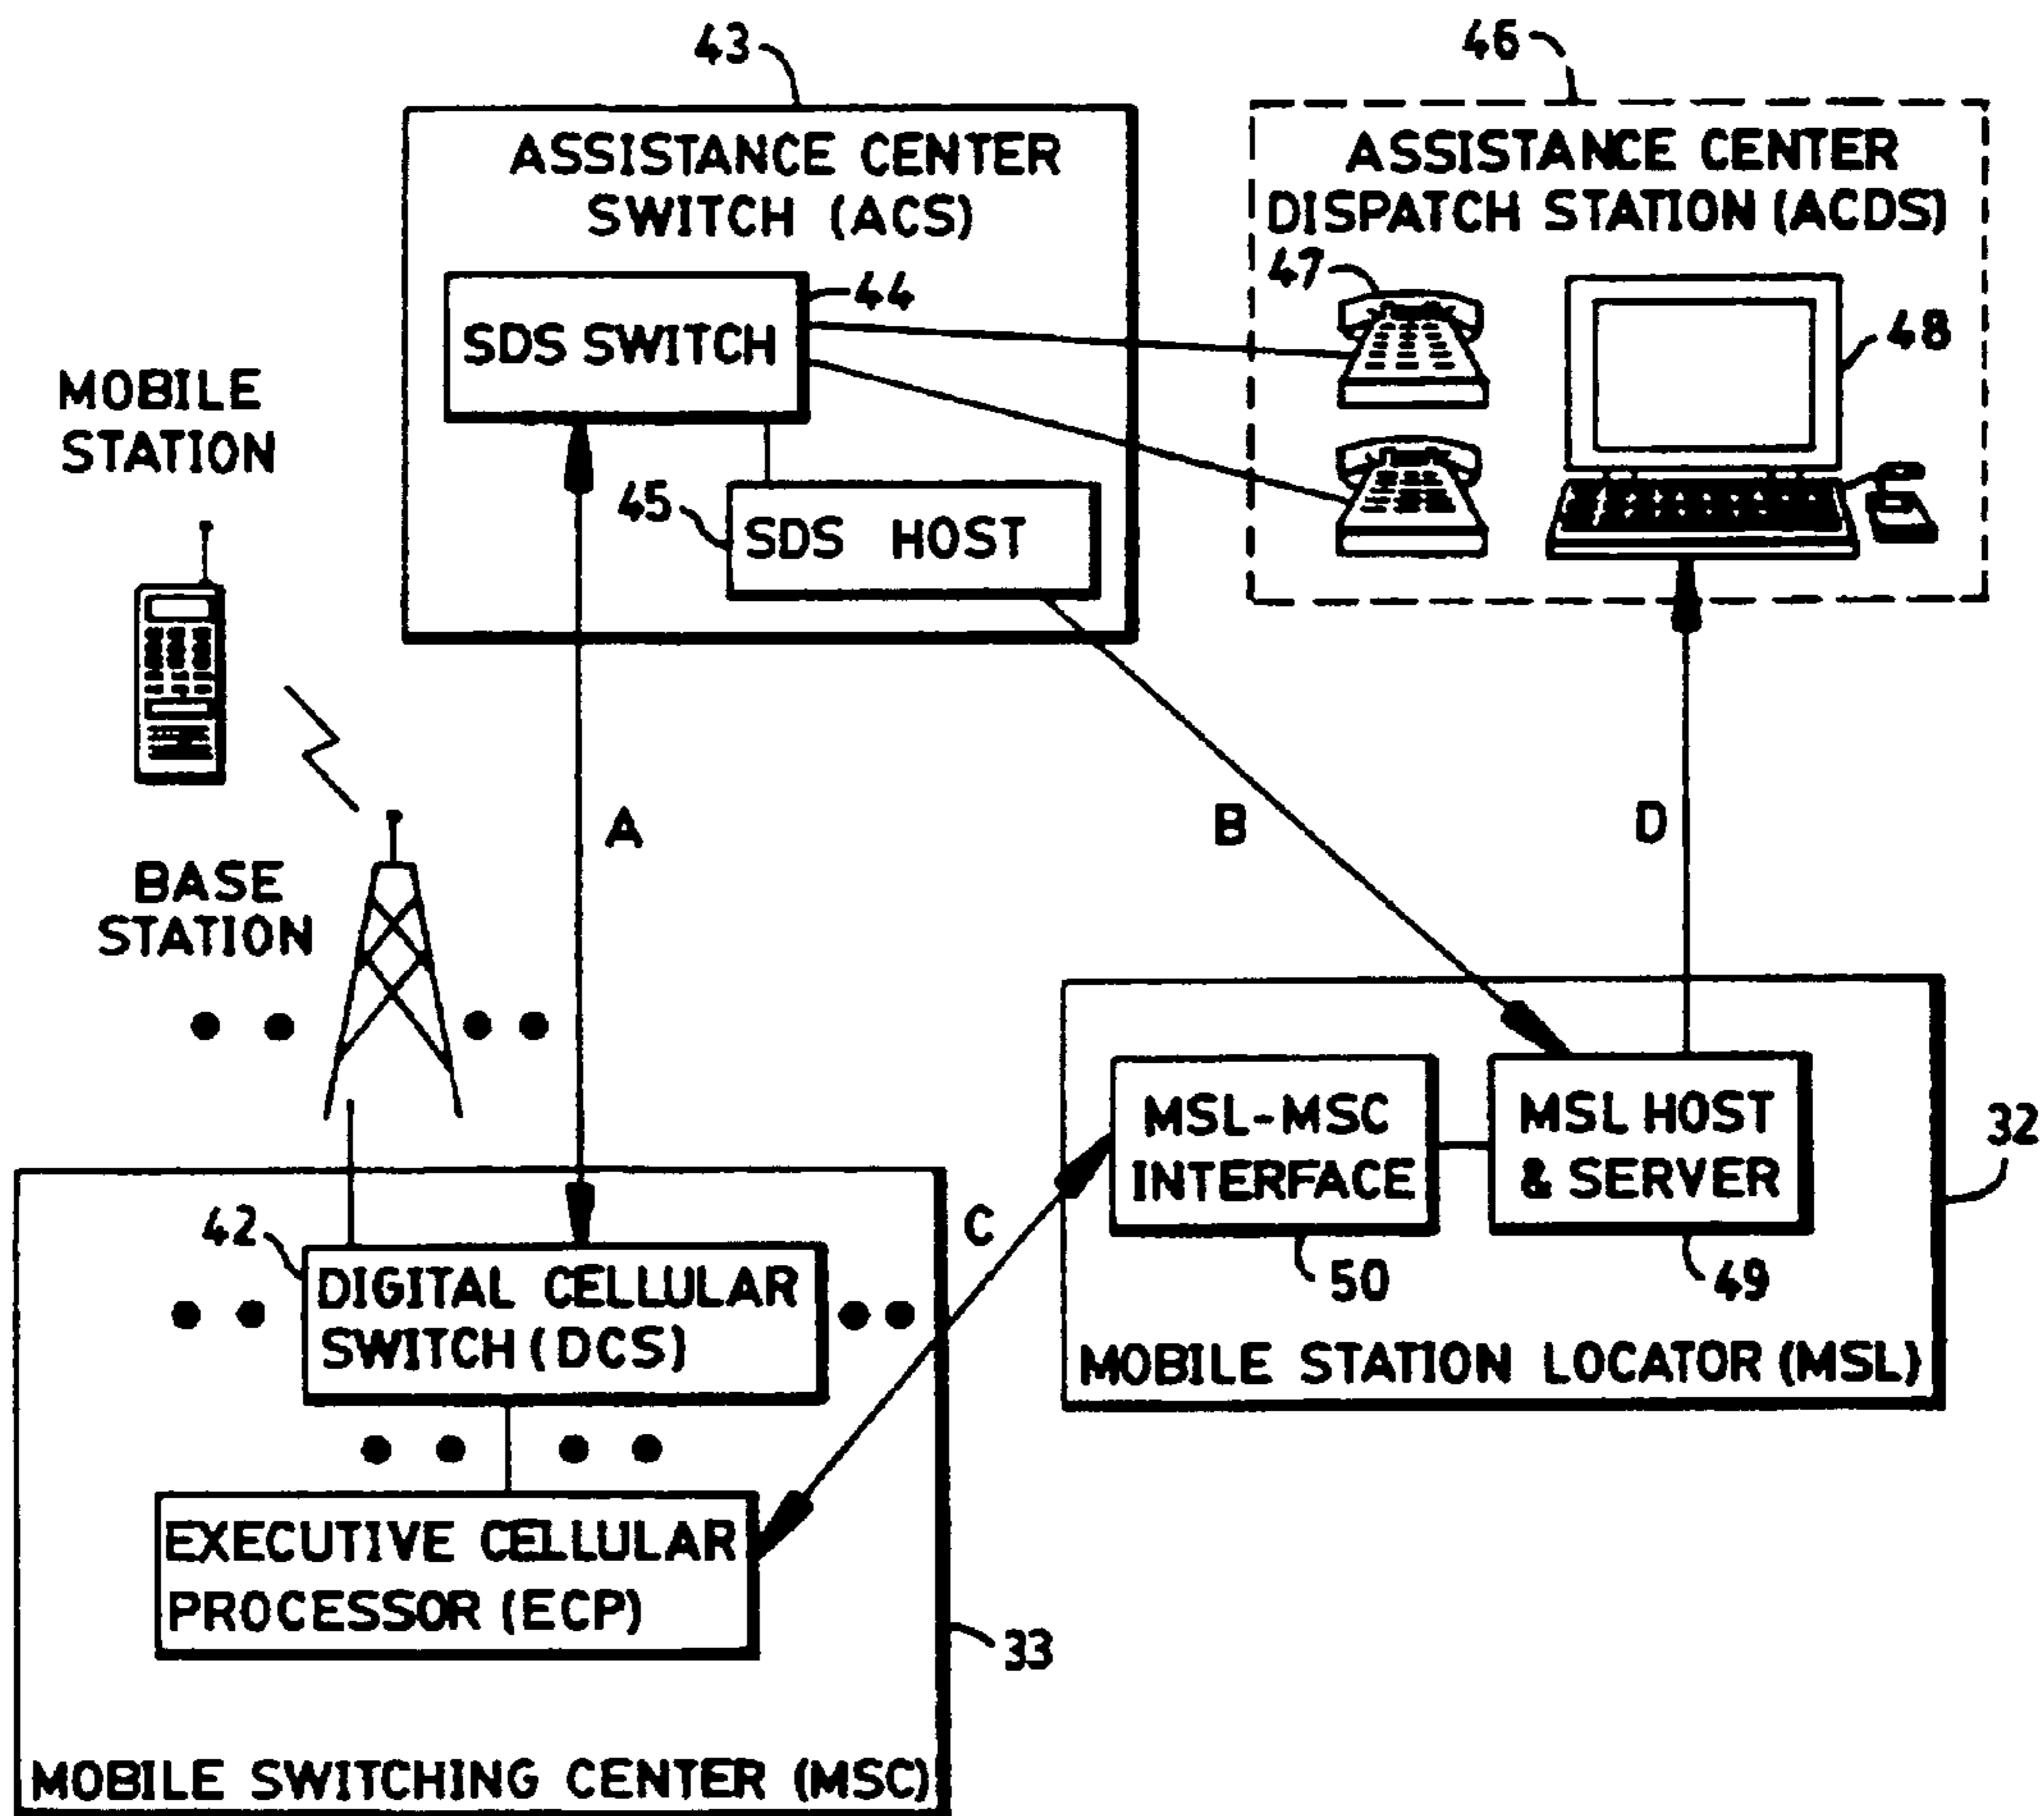 43
46
ASSISTANCE CENTER
SWITCH (ACS)
ASSISTANCE CENTER
DISPATCH STATION (ACDS)
44
47
SDS SWITCH
48
MOBILE
STATION
45
SDS HOST
A
B
D
BASE
STATION
MSL-MSC
INTERFACE
MSL HOST
& SERVER
32
42
C
50
49
DIGITAL CELLULAR
SWITCH (DCS)
MOBILE STATION LOCATOR (MSL)
EXECUTIVE CELLULAR
PROCESSOR (ECP)
33
MOBILE SWITCHING CENTER (MSC)